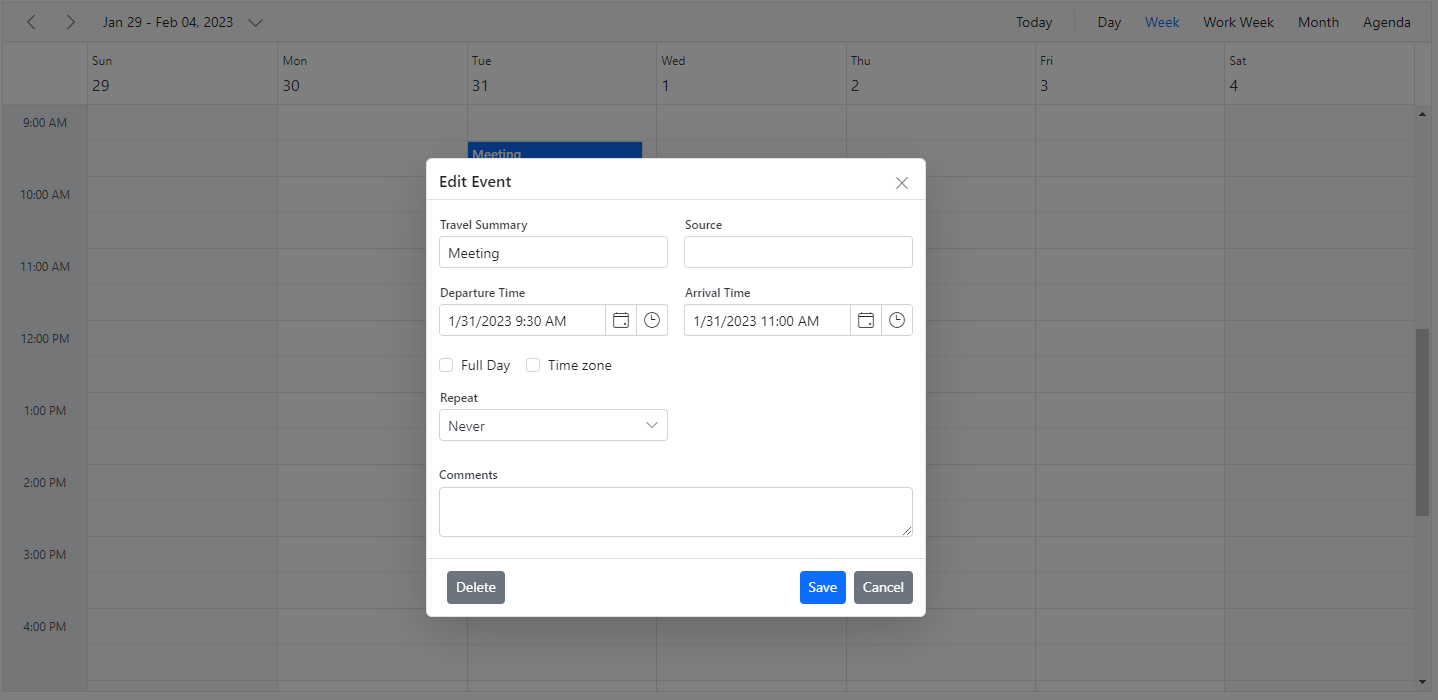 Jan 29 - Feb 04, 2023 Today Day Week Work Week Month Agenda
Sun Mon Tue Wed Thu Fri Sat
29 30 31 1 2 3 4
9:00 AM
Meeting
10:00 AM
11:00 AM
12:00 PM
1:00 PM
2:00 PM
3:00 PM
4:00 PM
Edit Event
Travel Summary Source
Meeting
Departure Time Arrival Time
1/31/2023 9:30 AM 1/31/2023 11:00 AM
Full Day Time zone
Repeat
Never
Comments
Delete Save Cancel